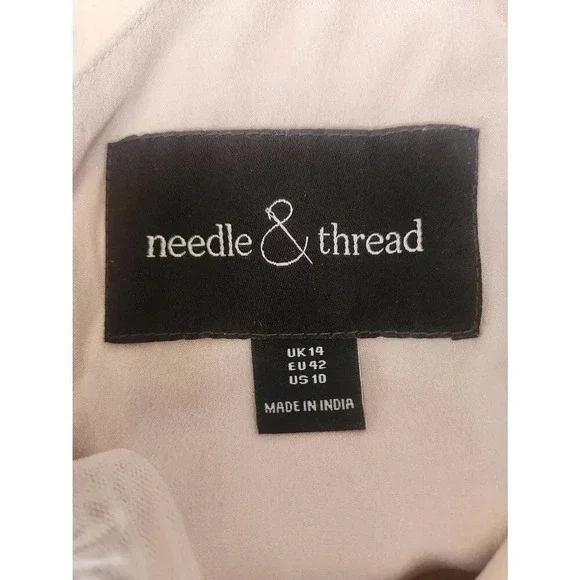 needle & thread
UK 14
EU 42
US 10
MADE IN INDIA